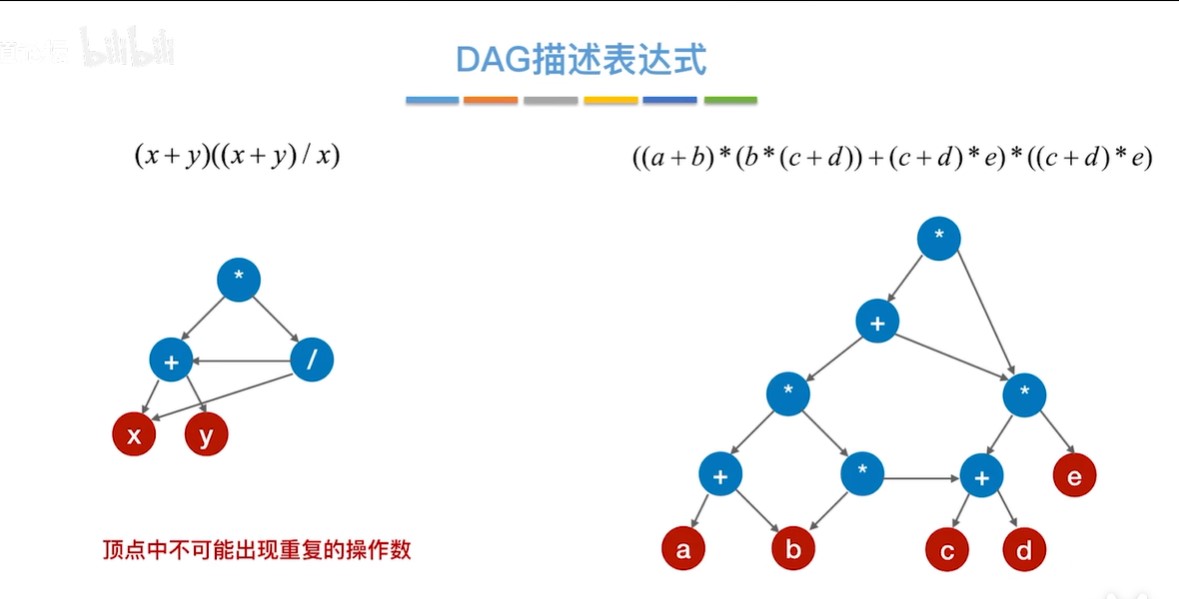 bilibili
DAG描述表达式
(x+y)((x+y)/x)
((a+b)*(b*(c+d))+(c+d)*e)*((c+d)*e)
*
+
/
x
y
*
+
*
*
+
*
+
e
a
b
c
d
顶点中不可能出现重复的操作数